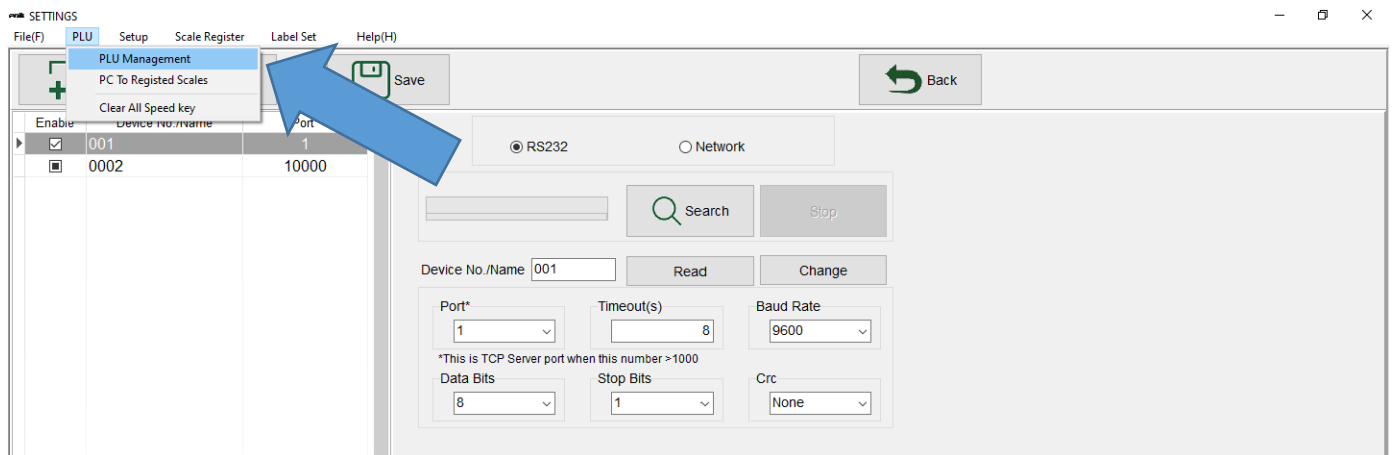 SETTINGS
File(F) PLU Setup Scale Register Label Set Help(H)
PLU Management
PC To Registed Scales
Clear All Speed key
Save
Back
Enable Device No./Name Port
001 1
0002 10000
RS232 Network
Search Stop
Device No./Name 001 Read Change
Port* Timeout(s) Baud Rate
1 8 9600
*This is TCP Server port when this number >1000
Data Bits Stop Bits Crc
8 1 None